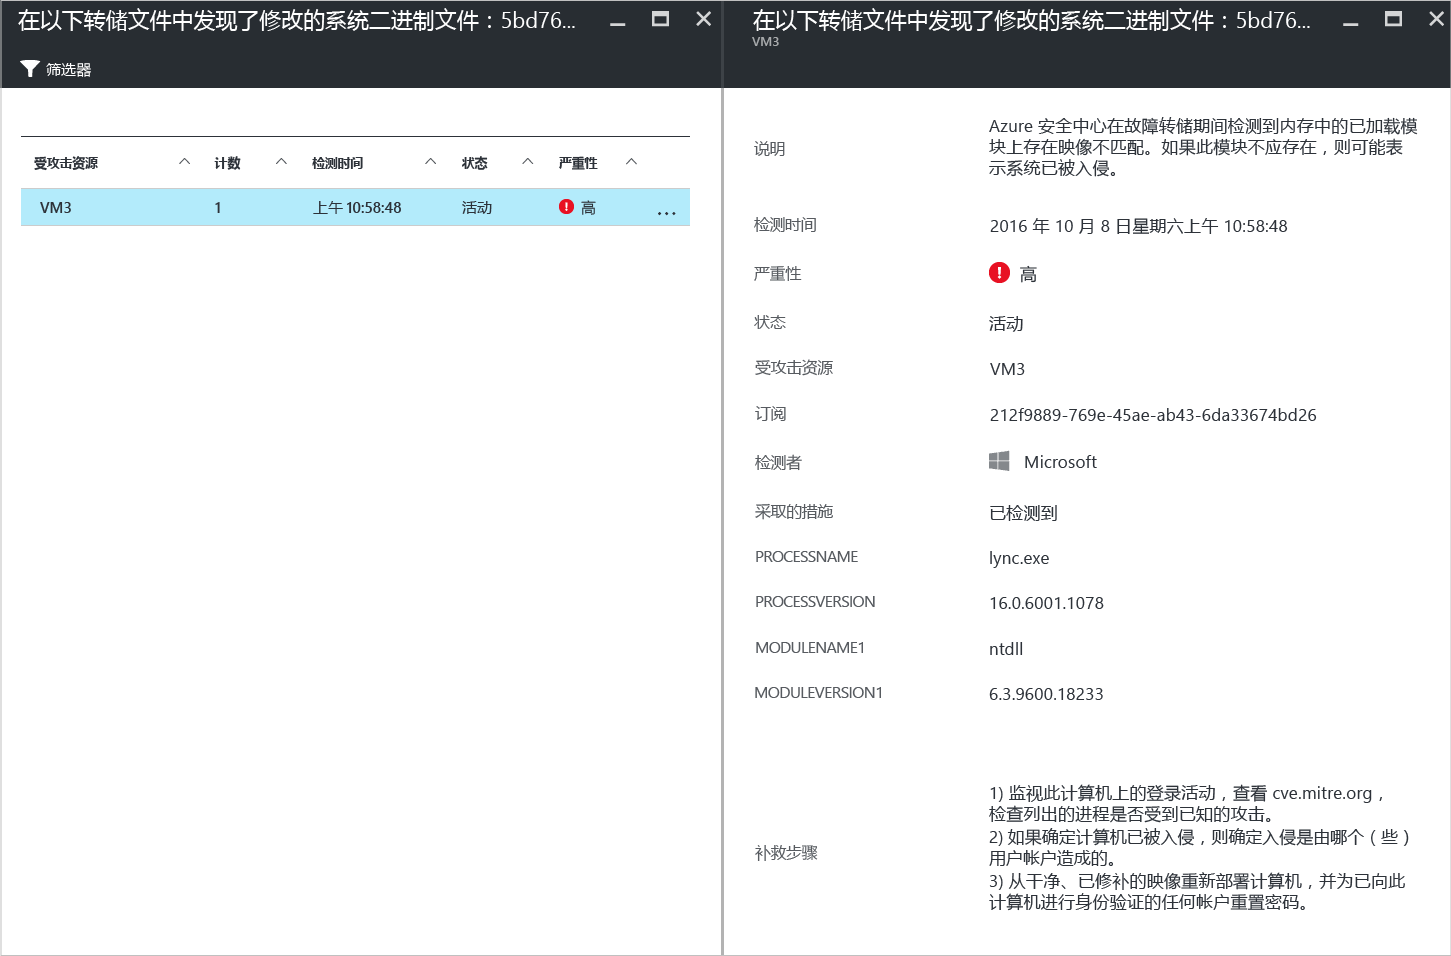 在以下转储文件中发现了修改的系统二进制文件：5bd76...
筛选器
受攻击资源 计数 检测时间 状态 严重性
VM3 1 上午 10:58:48 活动 高 ...
在以下转储文件中发现了修改的系统二进制文件：5bd76...
VM3
说明
Azure 安全中心在故障转储期间检测到内存中的已加载模
块上存在映像不匹配。如果此模块不应存在，则可能表
示系统已被入侵。
检测时间 2016 年 10 月 8 日星期六上午 10:58:48
严重性 高
状态 活动
受攻击资源 VM3
订阅 212f9889-769e-45ae-ab43-6da33674bd26
检测者 Microsoft
采取的措施 已检测到
PROCESSNAME lync.exe
PROCESSVERSION 16.0.6001.1078
MODULENAME1 ntdll
MODULEVERSION1 6.3.9600.18233
补救步骤
1) 监视此计算机上的登录活动，查看 cve.mitre.org，
检查列出的进程是否受到已知的攻击。
2) 如果确定计算机已被入侵，则确定入侵是由哪个（些）
用户帐户造成的。
3) 从干净、已修补的映像重新部署计算机，并为已向此
计算机进行身份验证的任何帐户重置密码。